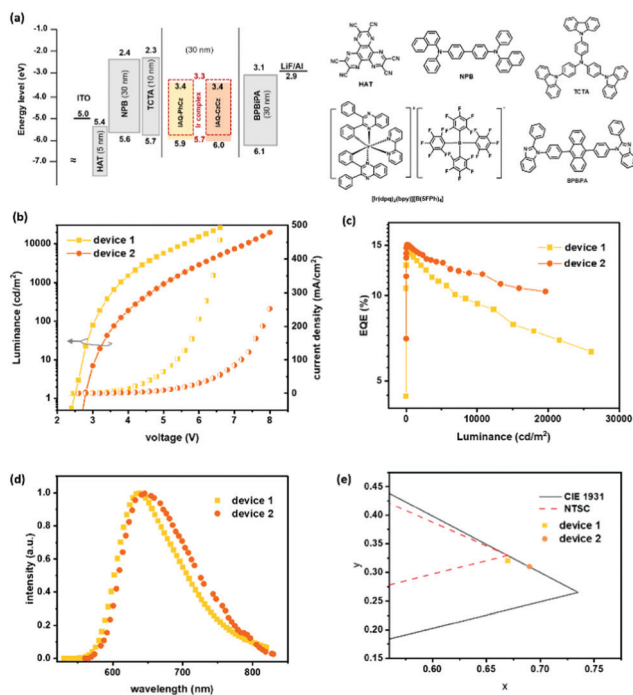 (a)
Energy level (eV)
-2.0
-3.0
-4.0
-5.0
-6.0
-7.0
ITO
5.0
5.4
HAT (5 nm)
2.4
NPB (30 nm)
5.6
2.3
TCTA (10 nm)
5.7
(30 nm)
3.3
3.4
3.4
IAQ-PhCz
Ir complex
IAQ-CzCz
5.9
5.7
6.0
3.1
BPBiPA
(30 nm)
6.1
LiF/Al
2.9
HAT
NPB
TCTA
[Ir(dpq)2(bpy)][B(5FPh)4]
BPBiPA
(b)
Luminance (cd/m²)
10000
1000
100
10
1
device 1
device 2
500
400
300
200
100
0
current density (mA/cm²)
2 3 4 5 6 7 8
voltage (V)
(c)
EQE (%)
15
10
5
device 1
device 2
0 10000 20000 30000
Luminance (cd/m²)
(d)
intensity (a.u.)
1.0
0.8
0.6
0.4
0.2
0.0
device 1
device 2
600 700 800
wavelength (nm)
(e)
y
0.45
0.40
0.35
0.30
0.25
0.20
0.15
CIE 1931
NTSC
device 1
device 2
0.60 0.65 0.70 0.75
x